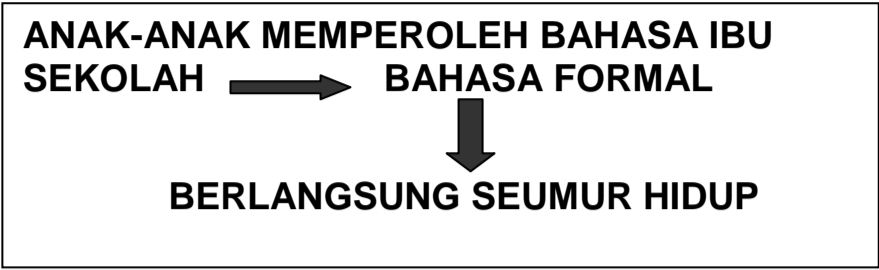 ANAK-ANAK MEMPEROLEH BAHASA IBU
SEKOLAH BAHASA FORMAL
BERLANGSUNG SEUMUR HIDUP